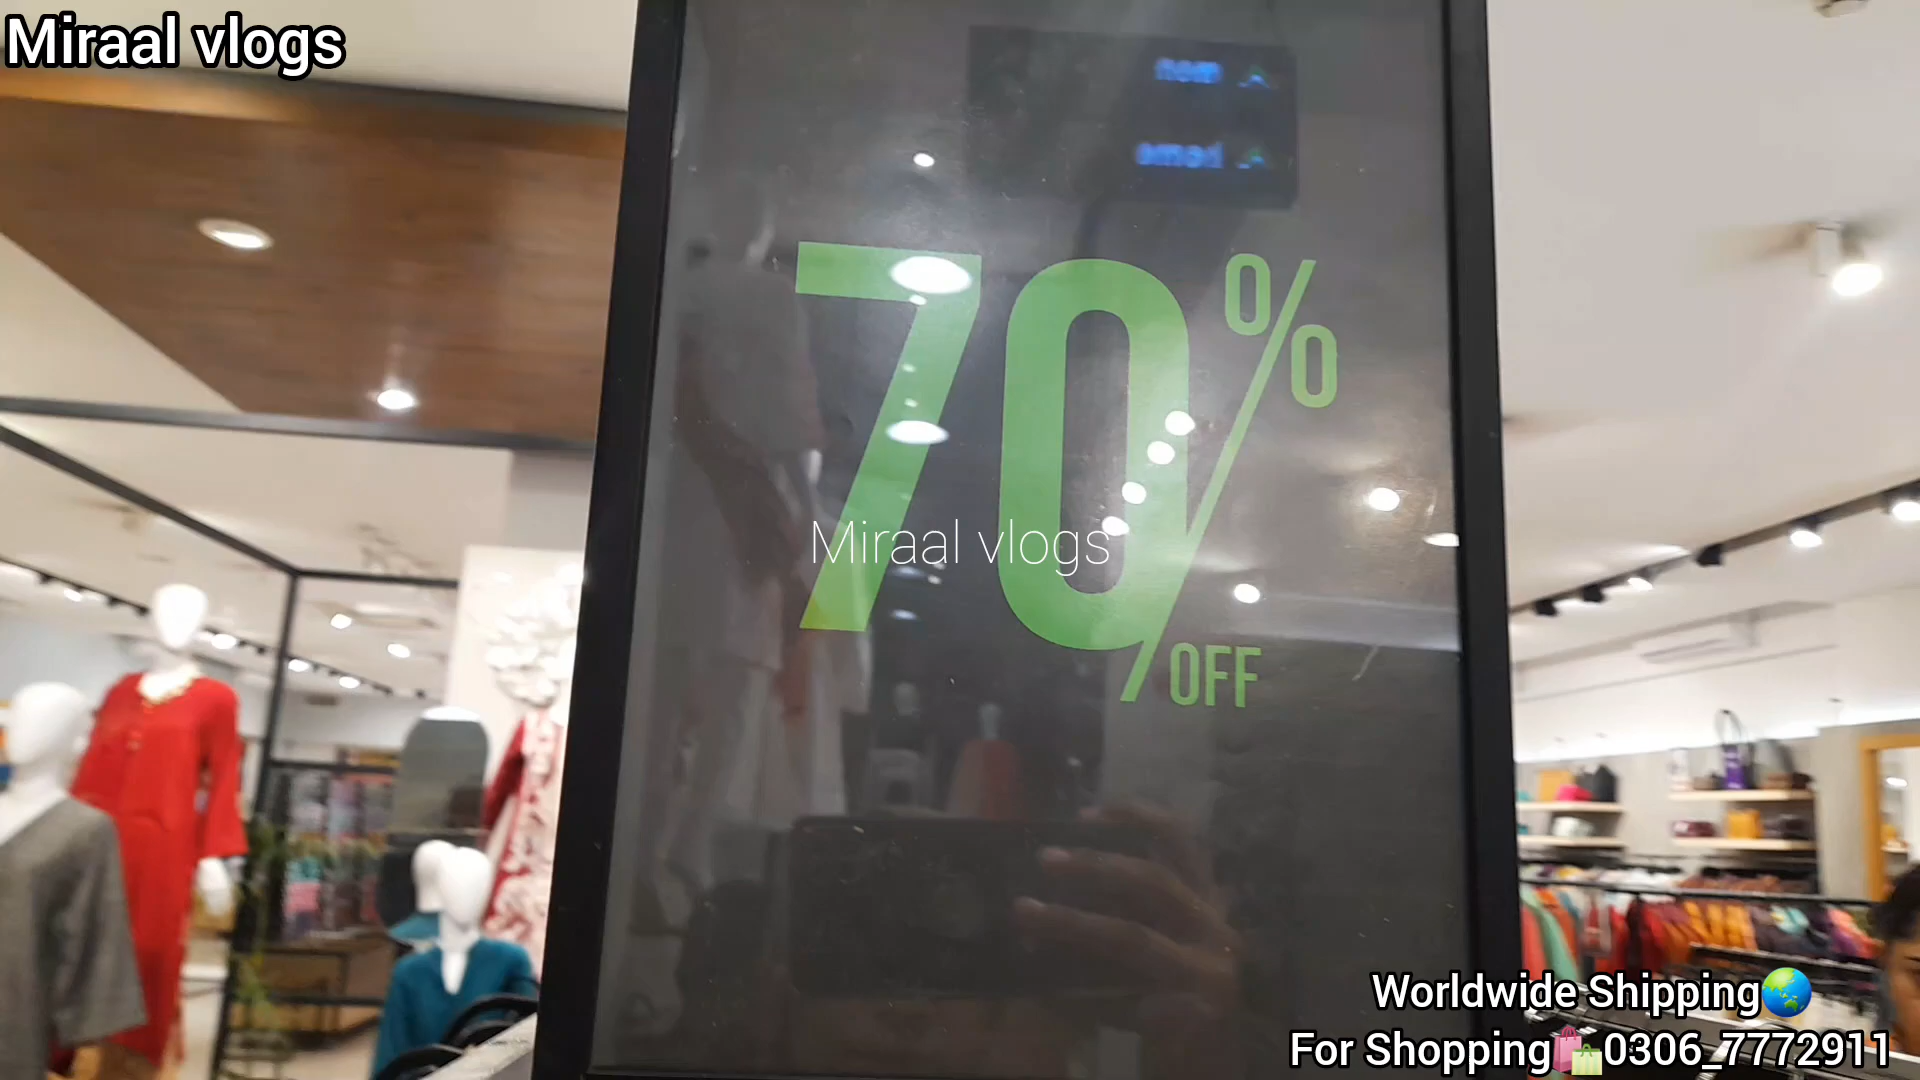 Miraal vlogs
70%
Miraal vlogs
OFF
Worldwide Shipping🌏
For Shopping🛍️0306_7772911